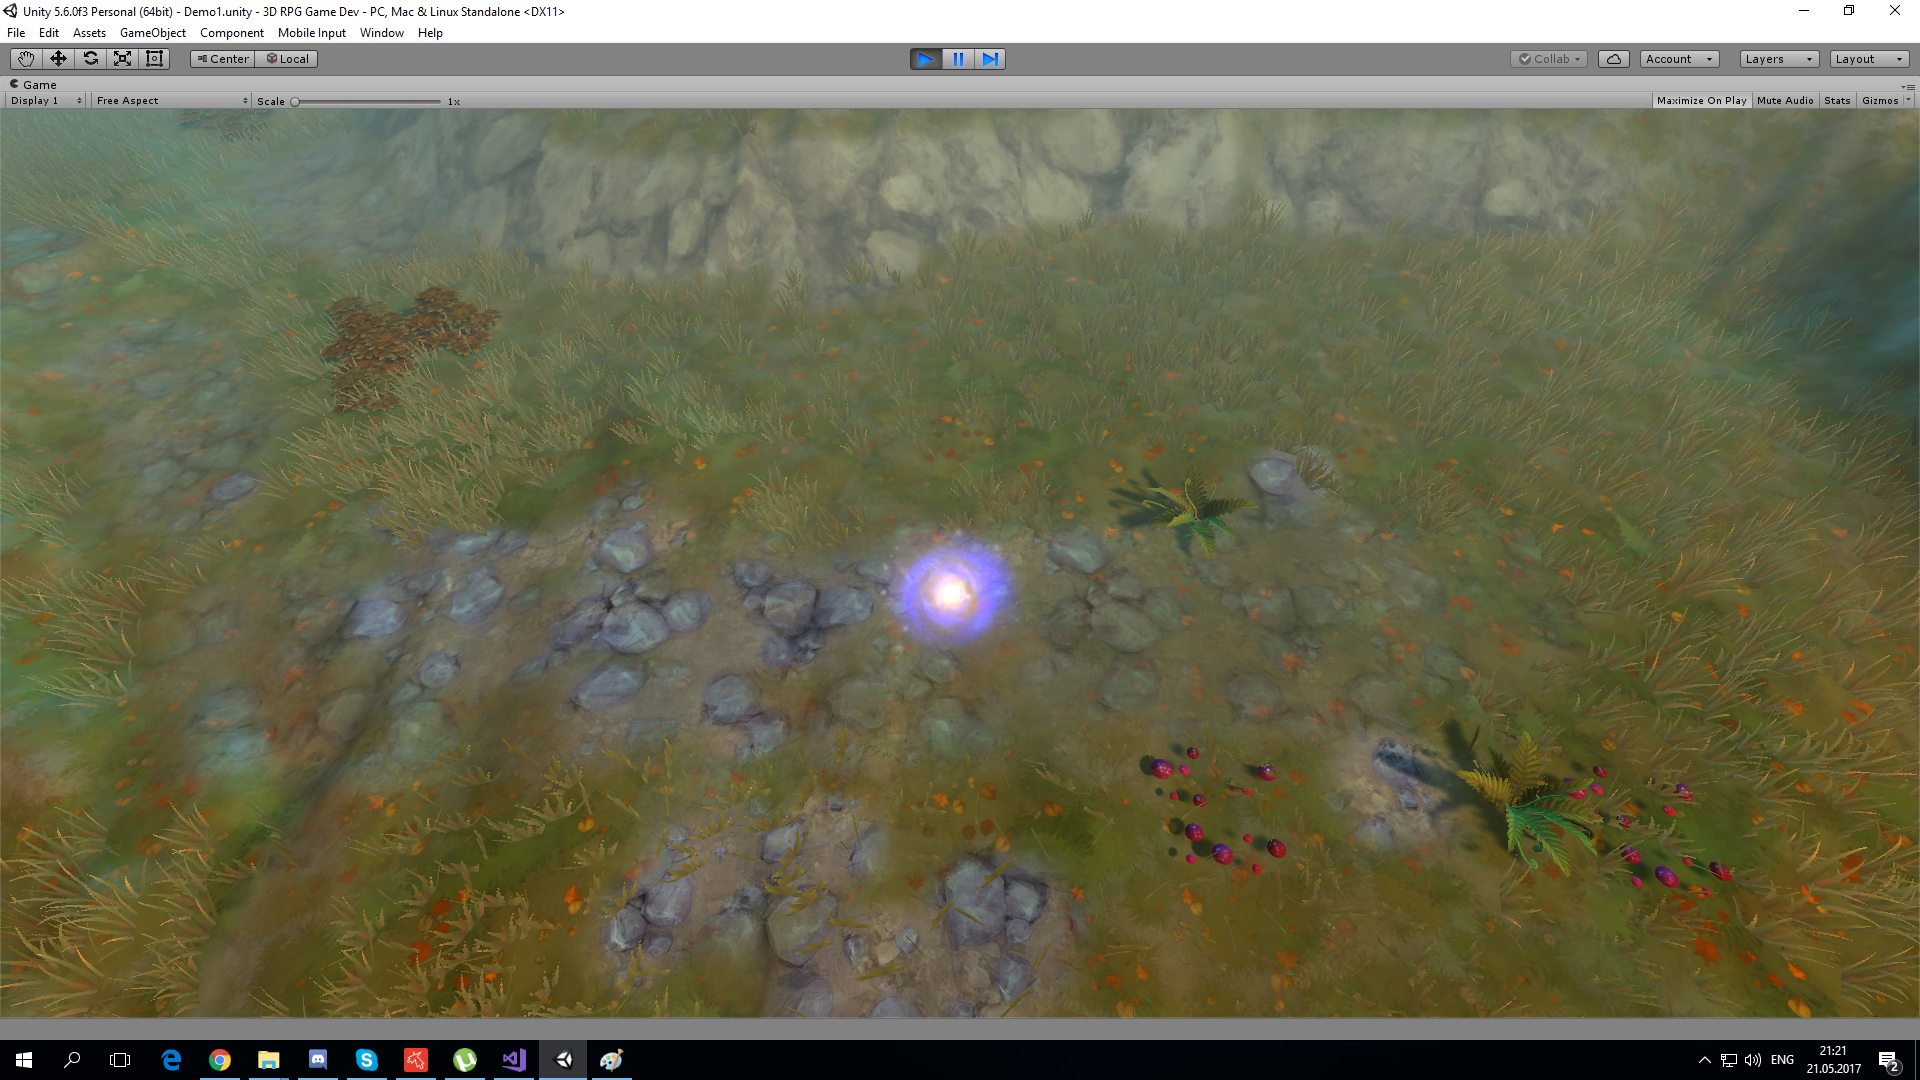 Unity 5.6.0f3 Personal (64bit) - Demo1.unity - 3D RPG Game Dev - PC, Mac & Linux Standalone <DX11>
File Edit Assets GameObject Component Mobile Input Window Help
Center Local Collab Account Layers Layout
Game
Display 1 Free Aspect Scale 1x Maximize On Play Mute Audio Stats Gizmos
ENG 21:21
21.05.2017 2